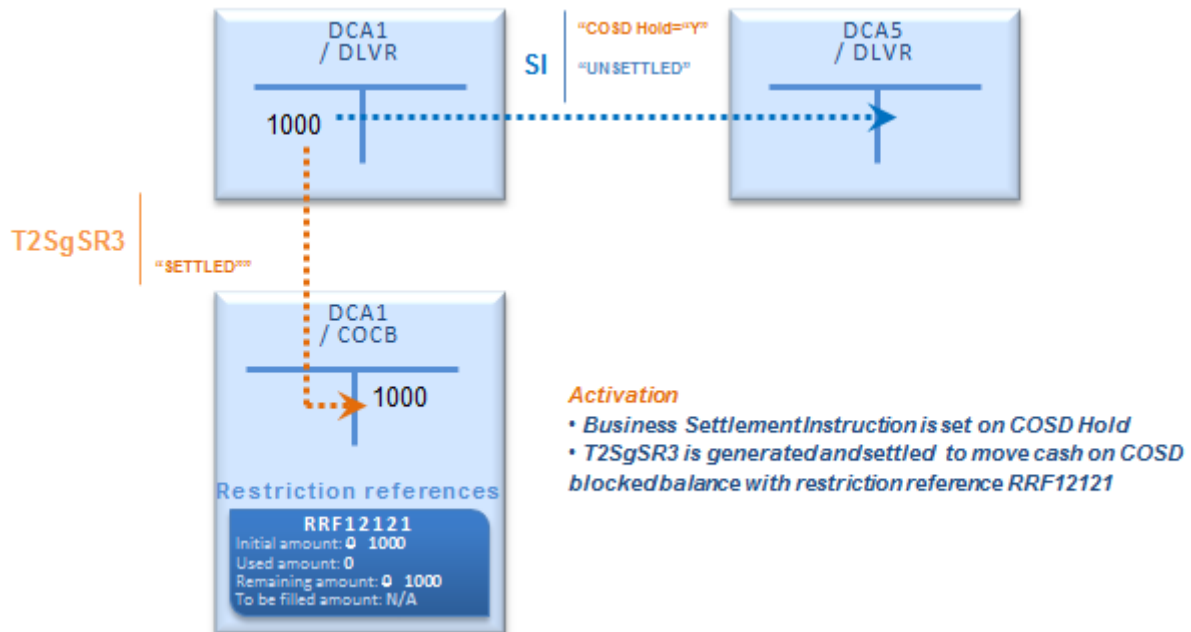 DCA1
/ DLVR
1000
SI
“COSD Hold=“Y”
“UNSETTLED”
DCA5
/ DLVR
T2SgSR3
“SETTLED””
DCA1
/ COCB
1000
Restriction references
RRF12121
Initial amount: 0 1000
Used amount: 0
Remaining amount: 0 1000
To be filled amount: N/A
Activation
• Business Settlement Instruction is set on COSD Hold
• T2SgSR3 is generated and settled to move cash on COSD
blocked balance with restriction reference RRF12121